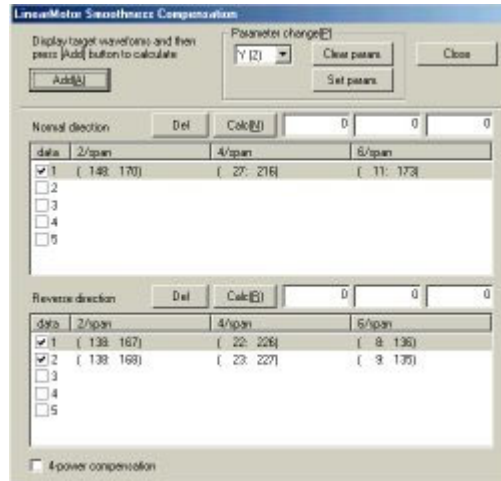 LinearMotor Smoothness Compensation
Display target waveforms and then
press [Add] button to calculate
Add[A]
Parameter change[P]
Y (2)
Clear param.
Set param.
Close
Normal direction Del Calc[N] 0 0 0
data 2/span 4/span 6/span
1 ( 148: 170) ( 27: 216) ( 11: 173)
2
3
4
5
Reverse direction Del Calc[R] 0 0 0
data 2/span 4/span 6/span
1 ( 138: 167) ( 22: 226) ( 8: 136)
2 ( 138: 168) ( 23: 227) ( 9: 135)
3
4
5
4-power compensation